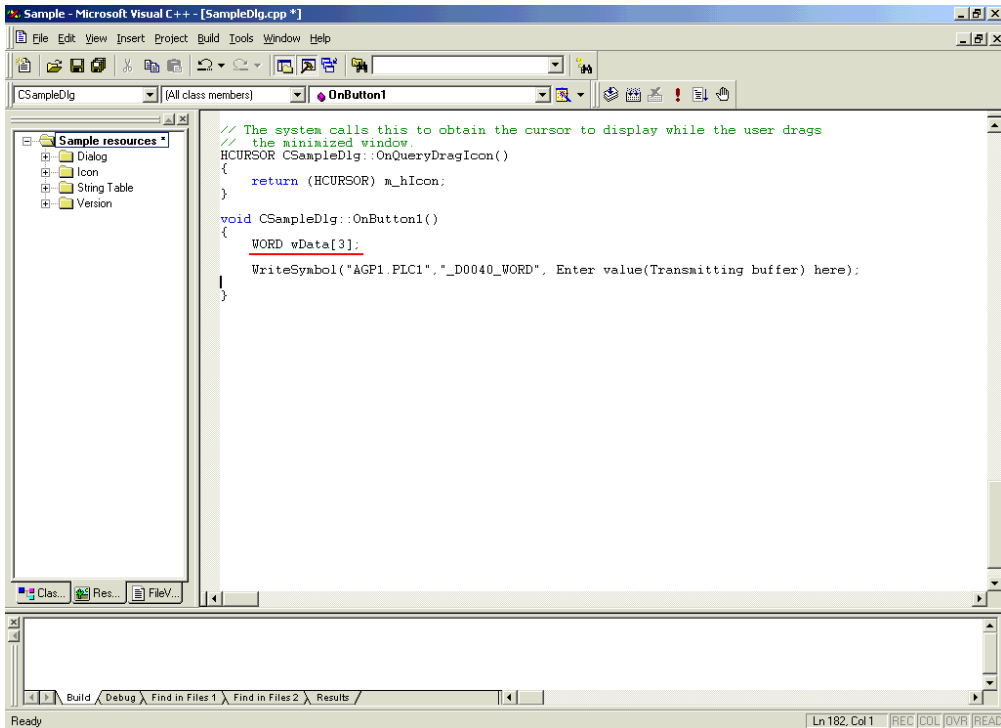 Sample - Microsoft Visual C++ - [SampleDlg.cpp *]
File Edit View Insert Project Build Tools Window Help
CSampleDlg (All class members) OnButton1
Sample resources *
Dialog
Icon
String Table
Version
Clas... Res... FileV...
// The system calls this to obtain the cursor to display while the user drags
//  the minimized window.
HCURSOR CSampleDlg::OnQueryDragIcon()
{
return (HCURSOR) m_hIcon;
}
void CSampleDlg::OnButton1()
{
WORD wData[3];
WriteSymbol("AGP1.PLC1","_D0040_WORD", Enter value(Transmitting buffer) here);
}
Build Debug Find in Files 1 Find in Files 2 Results
Ready Ln 182, Col 1 REC COL OVR READ